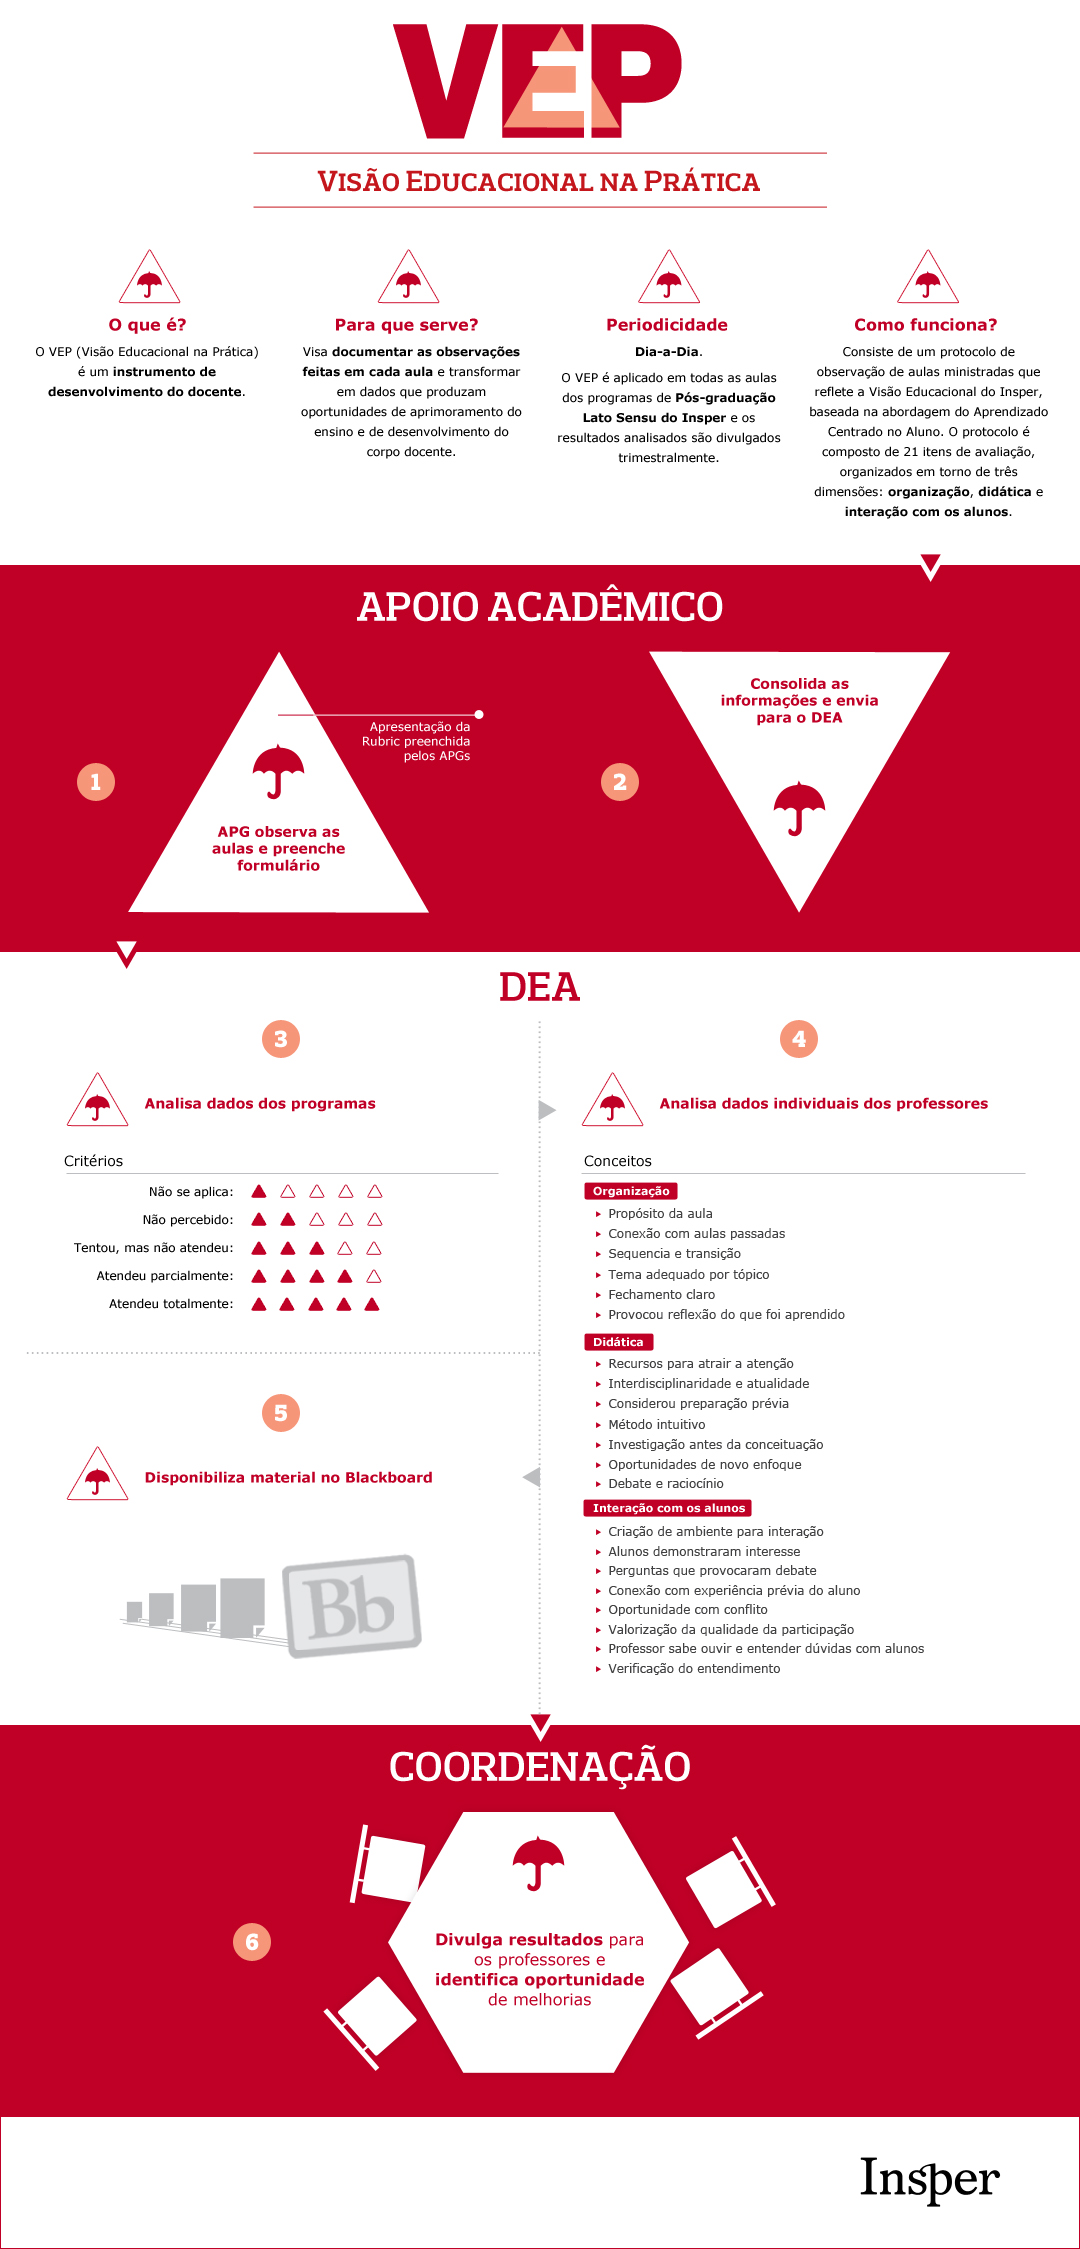 VEP
VISÃO EDUCACIONAL NA PRÁTICA
O que é?
O VEP (Visão Educacional na Prática)
é um instrumento de
desenvolvimento do docente.
Para que serve?
Visa documentar as observações
feitas em cada aula e transformar
em dados que produzam
oportunidades de aprimoramento do
ensino e de desenvolvimento do
corpo docente.
Periodicidade
Dia-a-Dia.
O VEP é aplicado em todas as aulas
dos programas de Pós-graduação
Lato Sensu do Insper e os
resultados analisados são divulgados
trimestralmente.
Como funciona?
Consiste de um protocolo de
observação de aulas ministradas que
reflete a Visão Educacional do Insper,
baseada na abordagem do Aprendizado
Centrado no Aluno. O protocolo é
composto de 21 itens de avaliação,
organizados em torno de três
dimensões: organização, didática e
interação com os alunos.
APOIO ACADÊMICO
1
Apresentação da
Rubric preenchida
pelos APGs
APG observa as
aulas e preenche
formulário
2
Consolida as
informações e envia
para o DEA
DEA
3
Analisa dados dos programas
Critérios
Não se aplica:
Não percebido:
Tentou, mas não atendeu:
Atendeu parcialmente:
Atendeu totalmente:
4
Analisa dados individuais dos professores
Conceitos
Organização
Propósito da aula
Conexão com aulas passadas
Sequencia e transição
Tema adequado por tópico
Fechamento claro
Provocou reflexão do que foi aprendido
Didática
Recursos para atrair a atenção
Interdisciplinaridade e atualidade
Considerou preparação prévia
Método intuitivo
Investigação antes da conceituação
Oportunidades de novo enfoque
Debate e raciocínio
Interação com os alunos
Criação de ambiente para interação
Alunos demonstraram interesse
Perguntas que provocaram debate
Conexão com experiência prévia do aluno
Oportunidade com conflito
Valorização da qualidade da participação
Professor sabe ouvir e entender dúvidas com alunos
Verificação do entendimento
5
Disponibiliza material no Blackboard
Bb
COORDENAÇÃO
6
Divulga resultados para
os professores e
identifica oportunidade
de melhorias
Insper